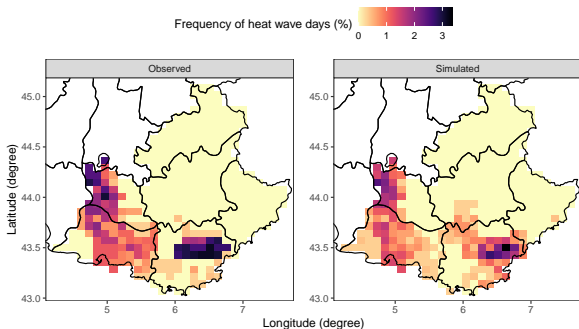 Frequency of heat wave days (%)
0 1 2 3
Observed
Simulated
Latitude (degree)
45.0
44.5
44.0
43.5
43.0
45.0
44.5
44.0
43.5
43.0
5 6 7
5 6 7
Longitude (degree)